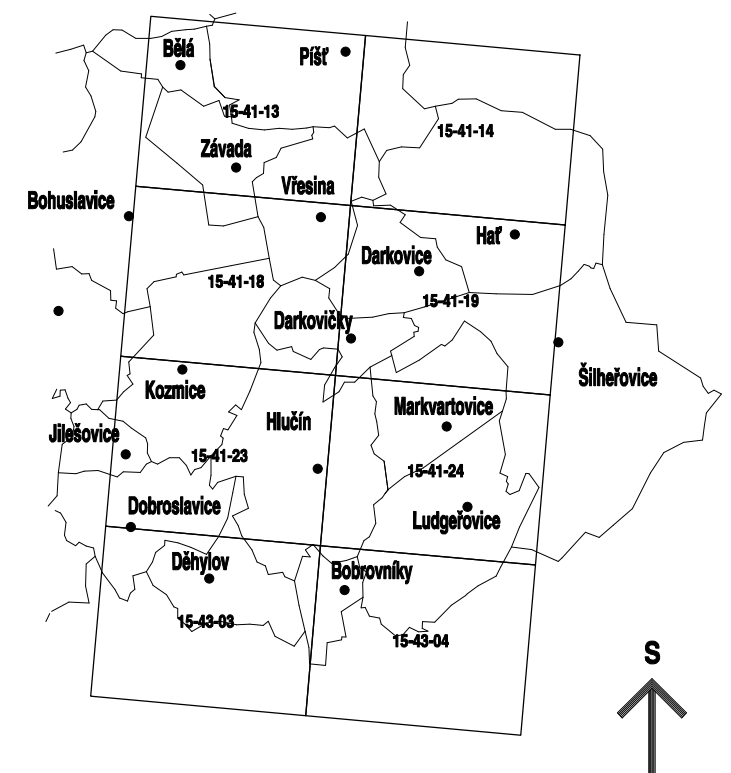 Bělá
Píšť
15-41-13
15-41-14
Závada
Vřesina
Bohuslavice
Hať
Darkovice
15-41-18
15-41-19
Darkovičky
Šilheřovice
Kozmice
Markvartovice
Hlučín
Jilešovice
15-41-23
15-41-24
Dobroslavice
Ludgeřovice
Děhylov
Bobrovníky
15-43-03
15-43-04
S